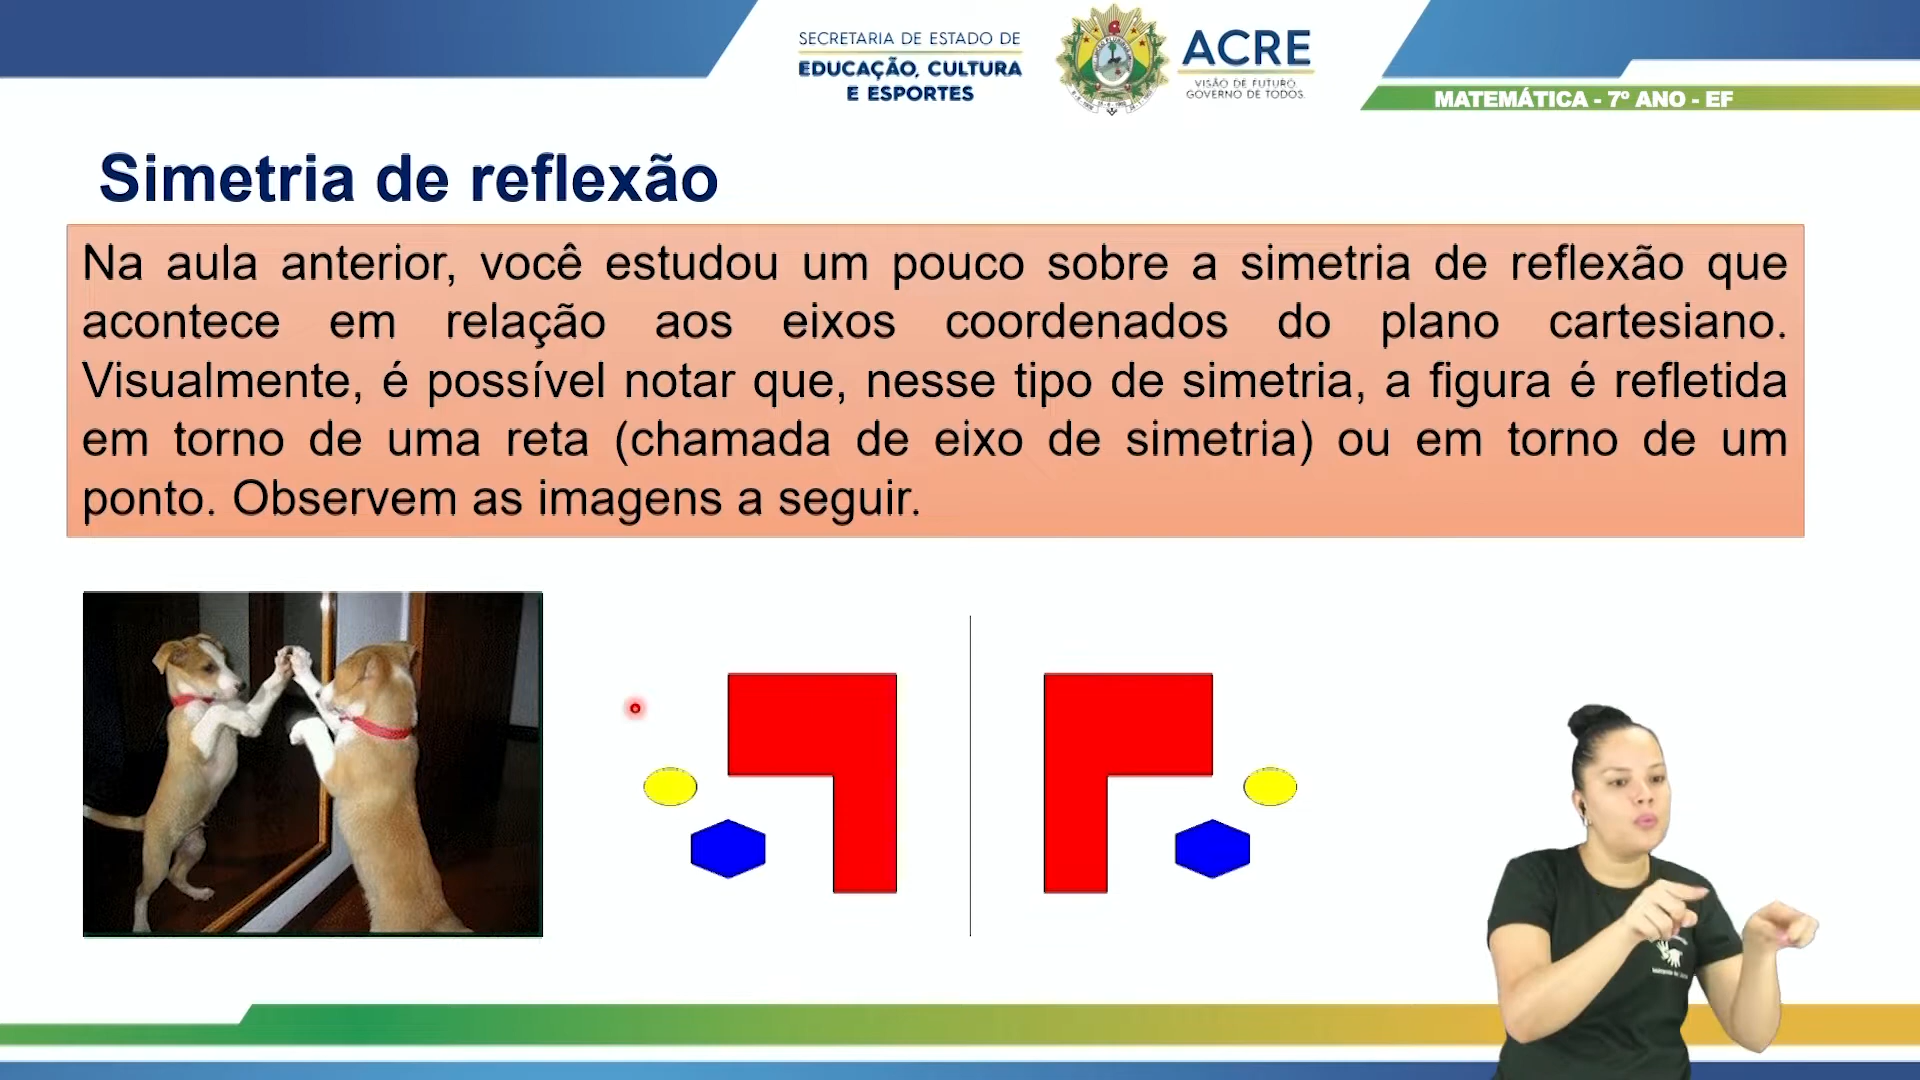 SECRETARIA DE ESTADO DE
EDUCAÇÃO, CULTURA
E ESPORTES
ACRE
VISÃO DE FUTURO.
GOVERNO DE TODOS.
MATEMÁTICA - 7º ANO - EF
Simetria de reflexão
Na aula anterior, você estudou um pouco sobre a simetria de reflexão que
acontece em relação aos eixos coordenados do plano cartesiano.
Visualmente, é possível notar que, nesse tipo de simetria, a figura é refletida
em torno de uma reta (chamada de eixo de simetria) ou em torno de um
ponto. Observem as imagens a seguir.